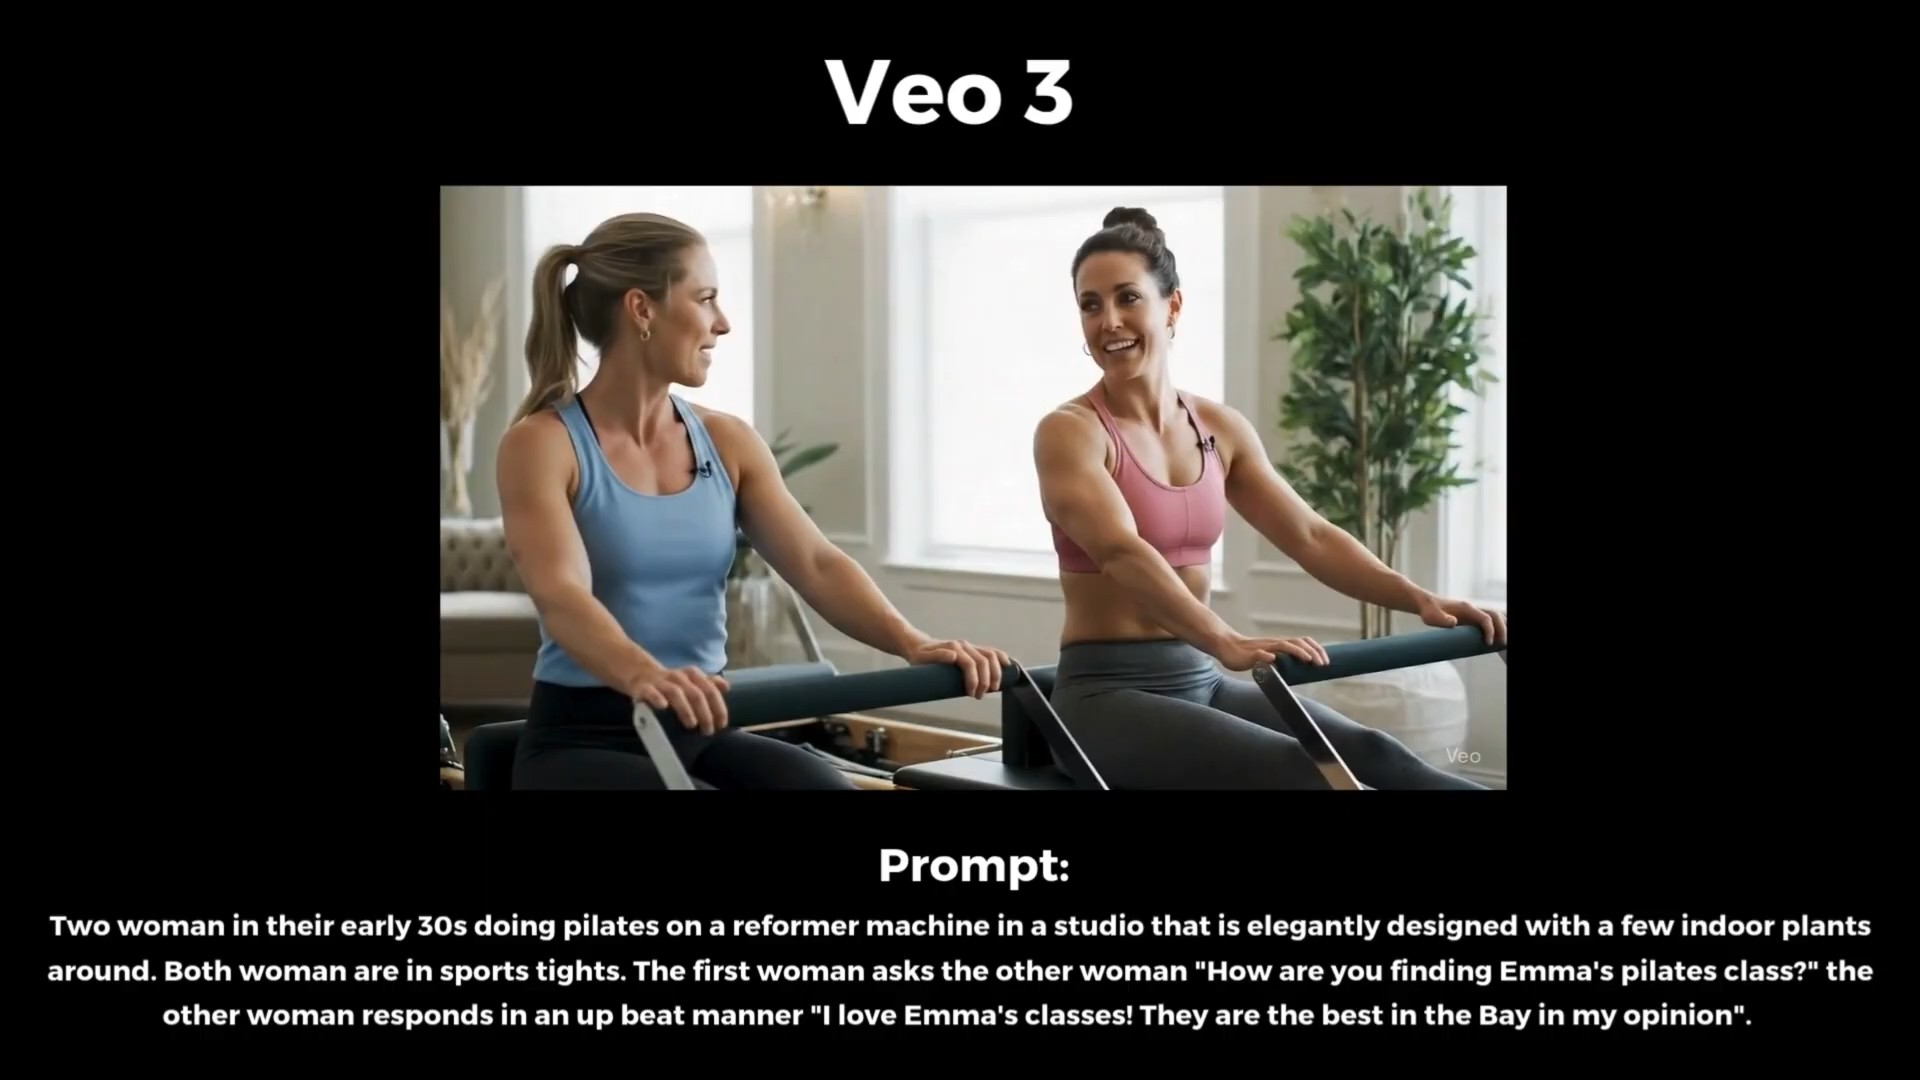 Veo 3
Veo
Prompt:
Two woman in their early 30s doing pilates on a reformer machine in a studio that is elegantly designed with a few indoor plants
around. Both woman are in sports tights. The first woman asks the other woman "How are you finding Emma's pilates class?" the
other woman responds in an up beat manner "I love Emma's classes! They are the best in the Bay in my opinion".